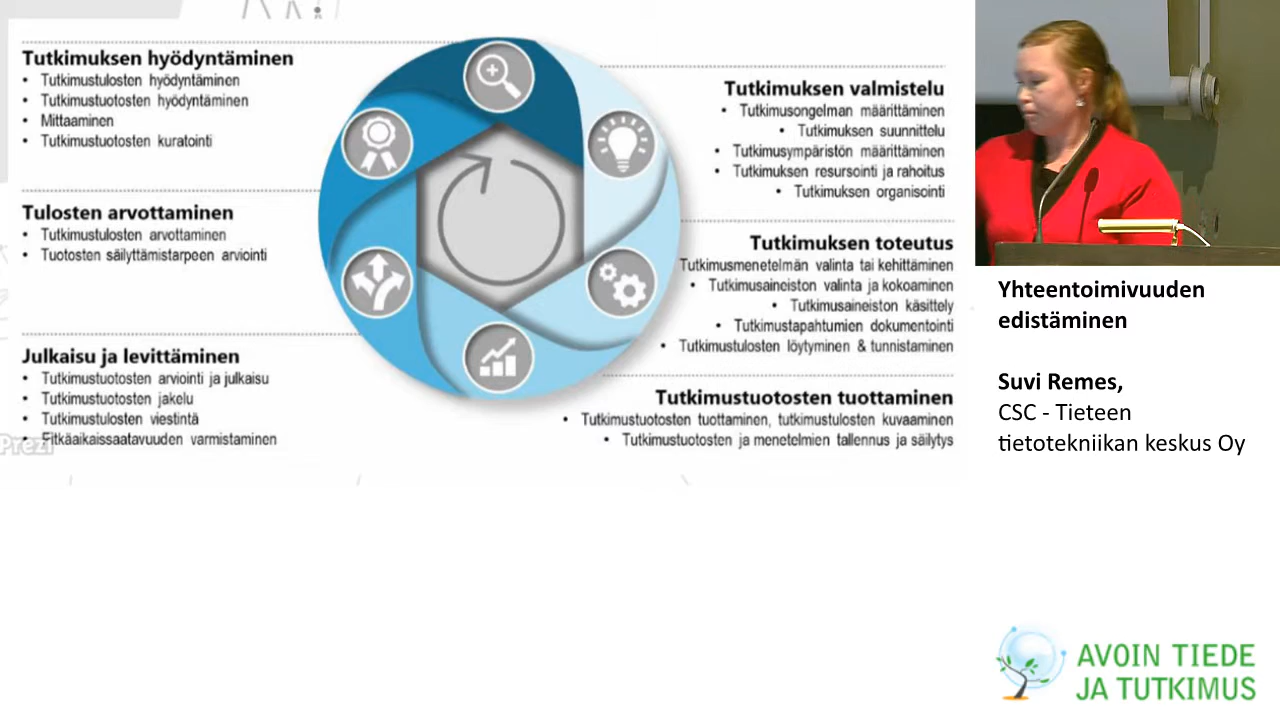 Tutkimuksen hyödyntäminen
• Tutkimustulosten hyödyntäminen
• Tutkimustuotosten hyödyntäminen
• Mittaaminen
• Tutkimustuotosten kuratointi
Tulosten arvottaminen
• Tutkimustulosten arvottaminen
• Tuotosten säilyttämistarpeen arviointi
Julkaisu ja levittäminen
• Tutkimustuotosten arviointi ja julkaisu
• Tutkimustuotosten jakelu
• Tutkimustulosten viestintä
• Pitkäaikaissaatavuuden varmistaminen
Prezi
Tutkimuksen valmistelu
• Tutkimusongelman määrittäminen
• Tutkimuksen suunnittelu
• Tutkimusympäristön määrittäminen
• Tutkimuksen resursointi ja rahoitus
• Tutkimuksen organisointi
Tutkimuksen toteutus
Tutkimusmenetelmän valinta tai kehittäminen
• Tutkimusaineiston valinta ja kokoaminen
• Tutkimusaineiston käsittely
• Tutkimustapahtumien dokumentointi
• Tutkimustulosten löytyminen & tunnistaminen
Tutkimustuotosten tuottaminen
• Tutkimustuotosten tuottaminen, tutkimustulosten kuvaaminen
• Tutkimustuotosten ja menetelmien tallennus ja säilytys
Yhteentoimivuuden
edistäminen
Suvi Remes,
CSC - Tieteen
tietotekniikan keskus Oy
AVOIN TIEDE
JA TUTKIMUS